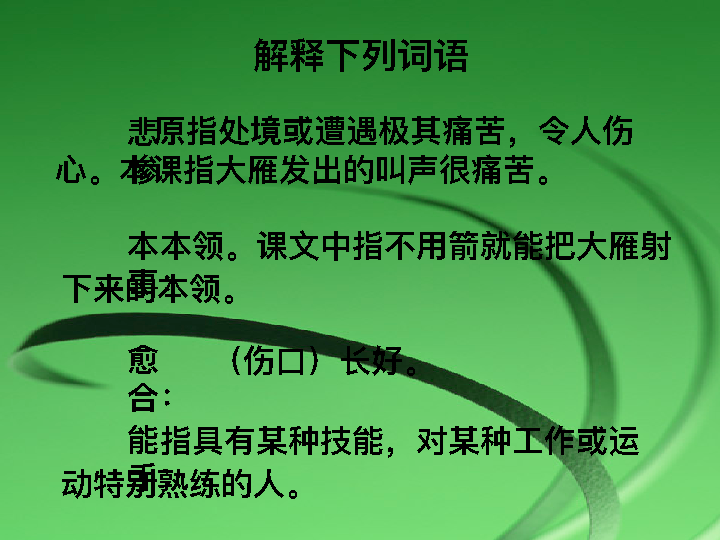 解释下列词语
悲原指处境或遭遇极其痛苦，令人伤
惨
心。本课指大雁发出的叫声很痛苦。
本本领。课文中指不用箭就能把大雁射
事
下来的本领。
愈 （伤口）长好。
合：
能指具有某种技能，对某种工作或运
手
动特别熟练的人。